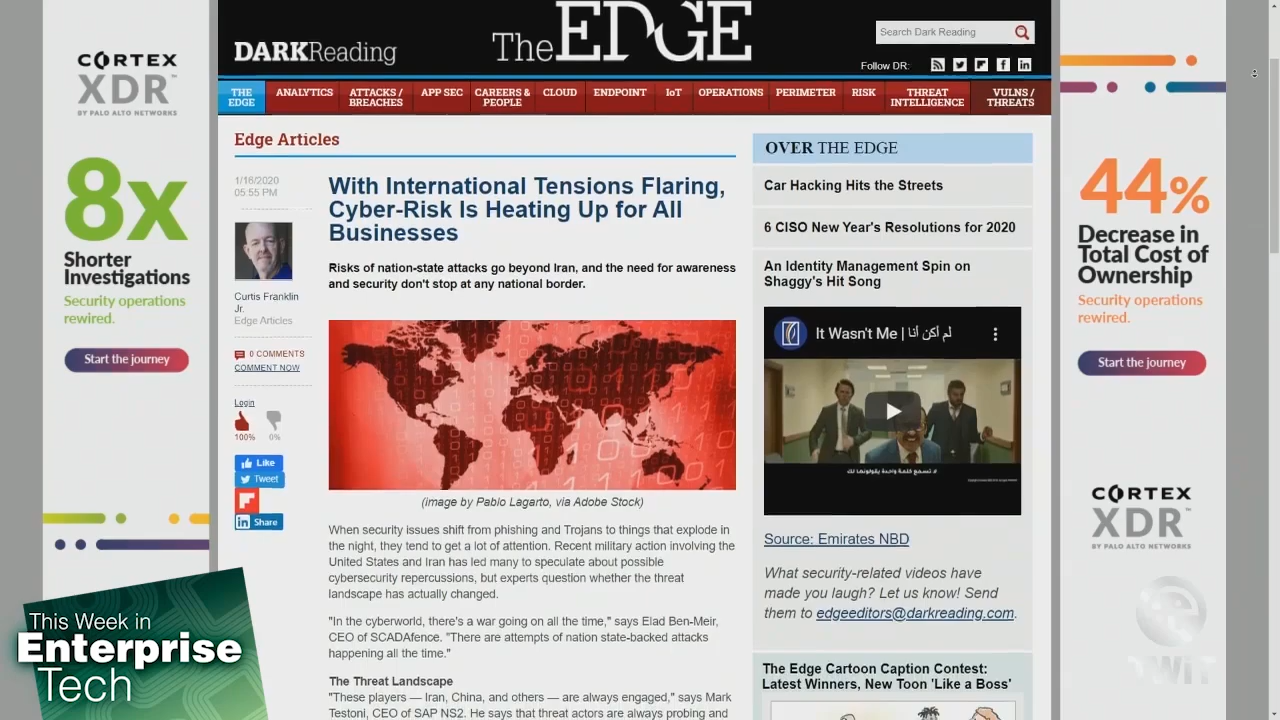 CORTEX
XDR™
BY PALO ALTO NETWORKS
8x
Shorter
Investigations
Security operations
rewired.
Start the journey
DARKReading
The EDGE
Search Dark Reading
Follow DR:
THE EDGE
ANALYTICS
ATTACKS / BREACHES
APP SEC
CAREERS & PEOPLE
CLOUD
ENDPOINT
IoT
OPERATIONS
PERIMETER
RISK
THREAT INTELLIGENCE
VULNS / THREATS
Edge Articles
1/16/2020
05:55 PM
Curtis Franklin
Jr.
Edge Articles
0 COMMENTS
COMMENT NOW
Login
100% 0%
Like
Tweet
Share
With International Tensions Flaring,
Cyber-Risk Is Heating Up for All
Businesses
Risks of nation-state attacks go beyond Iran, and the need for awareness
and security don't stop at any national border.
(image by Pablo Lagarto, via Adobe Stock)
When security issues shift from phishing and Trojans to things that explode in
the night, they tend to get a lot of attention. Recent military action involving the
United States and Iran has led many to speculate about possible
cybersecurity repercussions, but experts question whether the threat
landscape has actually changed.
"In the cyberworld, there's a war going on all the time," says Elad Ben-Meir,
CEO of SCADAfence. "There are attempts of nation state-backed attacks
happening all the time."
The Threat Landscape
"These players — Iran, China, and others — are always engaged," says Mark
Testoni, CEO of SAP NS2. He says that threat actors are always probing and
OVER THE EDGE
Car Hacking Hits the Streets
6 CISO New Year's Resolutions for 2020
An Identity Management Spin on
Shaggy's Hit Song
It Wasn't Me | لم أكن أنا
لا تسمع كلمة واحدة يقولونها لك
Source: Emirates NBD
What security-related videos have
made you laugh? Let us know! Send
them to edgeeditors@darkreading.com.
The Edge Cartoon Caption Contest:
Latest Winners, New Toon 'Like a Boss'
44%
Decrease in
Total Cost of
Ownership
Security operations
rewired.
Start the journey
CORTEX
XDR™
BY PALO ALTO NETWORKS
This Week in
Enterprise
Tech
TWiT